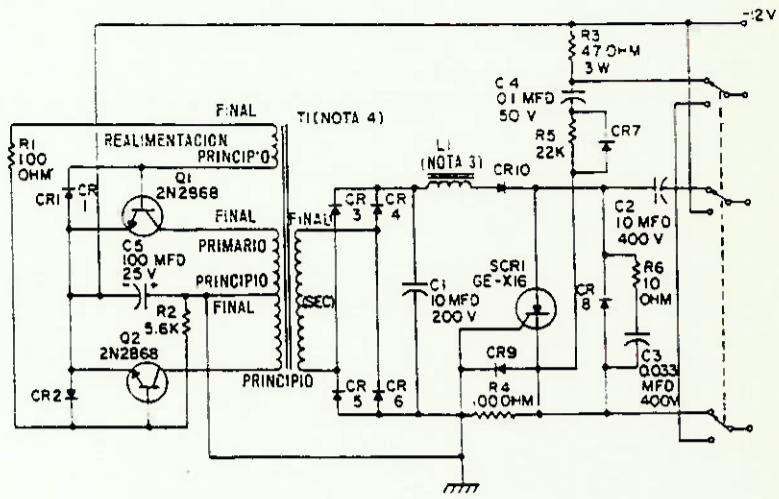 -12V
R3
47 OHM
3 W
C4
0.1 MFD
50 V
FINAL
T1 (NOTA 4)
R1
100
OHM
REALIMENTACION
PRINCIPIO
CR7
R5
22K
L1
(NOTA 3)
CR10
Q1
2N2868
CR1
CR
1
FINAL
PRIMARIO
PRINCIPIO
FINAL
FINAL
CR
3
CR
4
C2
10 MFD
400 V
C5
100 MFD
25 V
+
R2
5.6K
(SEC)
C1
10 MFD
200 V
SCR1
GE-X16
CR
8
R6
10
OHM
Q2
2N2868
CR9
C3
0.033
MFD
400V
CR2
PRINCIPIO
CR
5
CR
6
R4
100 OHM